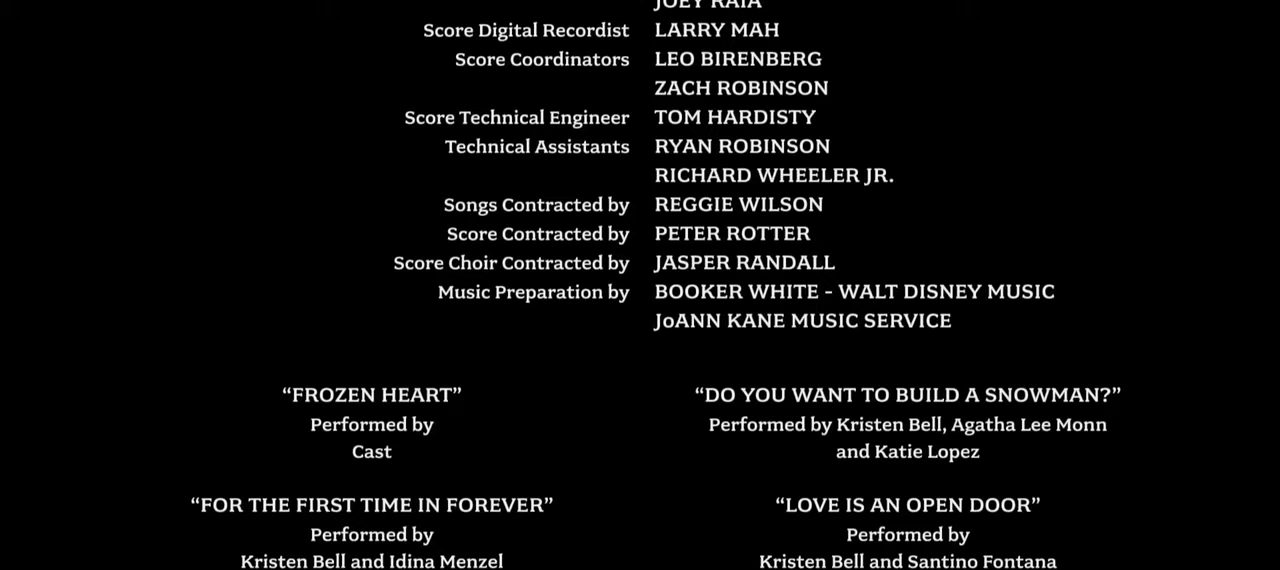 JOEY RAIA
Score Digital Recordist LARRY MAH
Score Coordinators LEO BIRENBERG
ZACH ROBINSON
Score Technical Engineer TOM HARDISTY
Technical Assistants RYAN ROBINSON
RICHARD WHEELER JR.
Songs Contracted by REGGIE WILSON
Score Contracted by PETER ROTTER
Score Choir Contracted by JASPER RANDALL
Music Preparation by BOOKER WHITE - WALT DISNEY MUSIC
JoANN KANE MUSIC SERVICE
“FROZEN HEART”
Performed by
Cast
“DO YOU WANT TO BUILD A SNOWMAN?”
Performed by Kristen Bell, Agatha Lee Monn
and Katie Lopez
“FOR THE FIRST TIME IN FOREVER”
Performed by
Kristen Bell and Idina Menzel
“LOVE IS AN OPEN DOOR”
Performed by
Kristen Bell and Santino Fontana